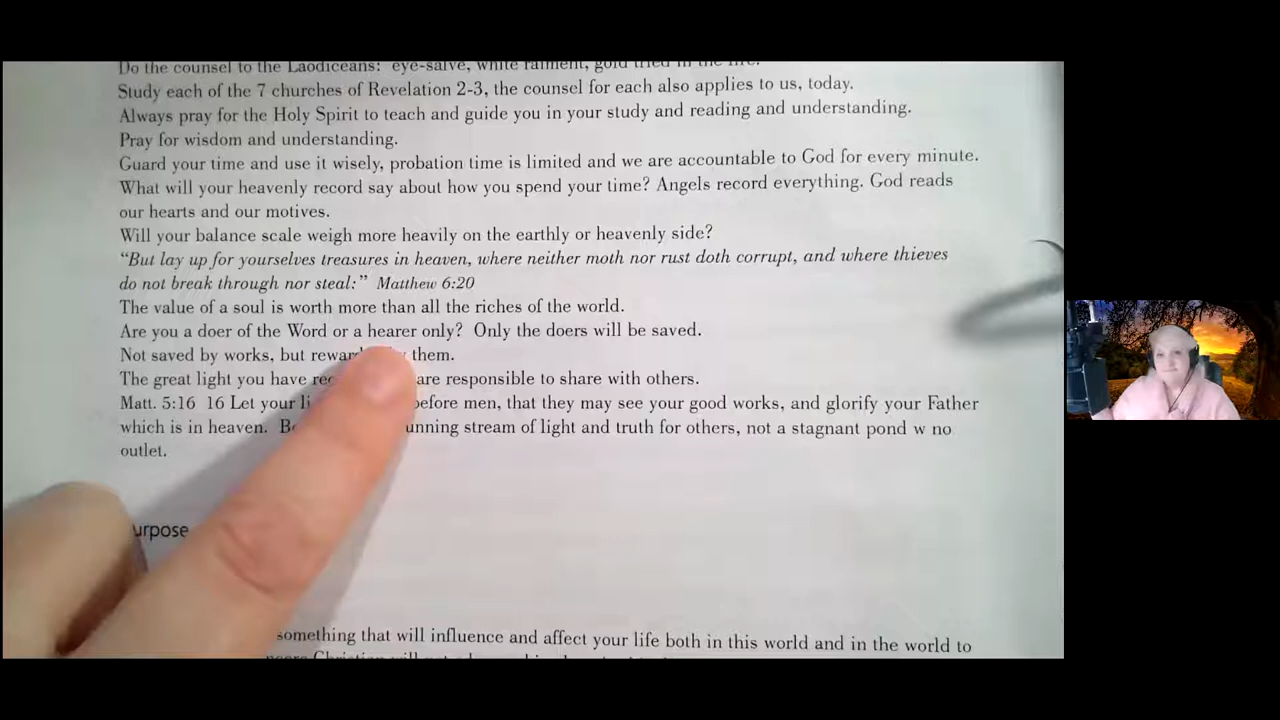 Do the counsel to the Laodiceans: eye-salve, white raiment, gold tried in the
Study each of the 7 churches of Revelation 2-3, the counsel for each also applies to us, today.
Always pray for the Holy Spirit to teach and guide you in your study and reading and understanding.
Pray for wisdom and understanding.
Guard your time and use it wisely, probation time is limited and we are accountable to God for every minute.
What will your heavenly record say about how you spend your time? Angels record everything. God reads
our hearts and our motives.
Will your balance scale weigh more heavily on the earthly or heavenly side?
“But lay up for yourselves treasures in heaven, where neither moth nor rust doth corrupt, and where thieves
do not break through nor steal:” Matthew 6:20
The value of a soul is worth more than all the riches of the world.
Are you a doer of the Word or a hearer only? Only the doers will be saved.
Not saved by works, but them.
The great light you have are responsible to share with others.
Matt. 5:16 16 Let your before men, that they may see your good works, and glorify your Father
which is in heaven. stream of light and truth for others, not a stagnant pond w no
outlet.
urpose
something that will influence and affect your life both in this world and in the world to